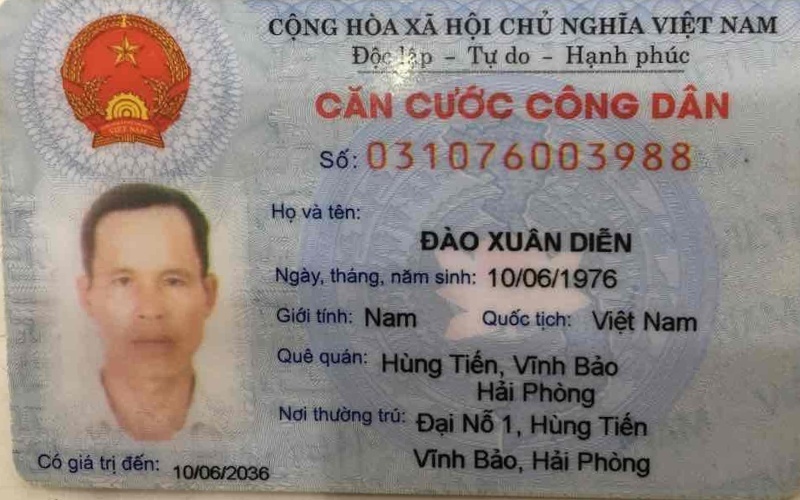 CỘNG HÒA XÃ HỘI CHỦ NGHĨA VIỆT NAM
Độc lập - Tự do - Hạnh phúc
CĂN CƯỚC CÔNG DÂN
Số: 031076003988
Họ và tên:
ĐÀO XUÂN DIỄN
Ngày, tháng, năm sinh: 10/06/1976
Giới tính: Nam Quốc tịch: Việt Nam
Quê quán: Hùng Tiến, Vĩnh Bảo
Hải Phòng
Nơi thường trú: Đại Nỗ 1, Hùng Tiến
Vĩnh Bảo, Hải Phòng
Có giá trị đến: 10/06/2036
VIỆT NAM